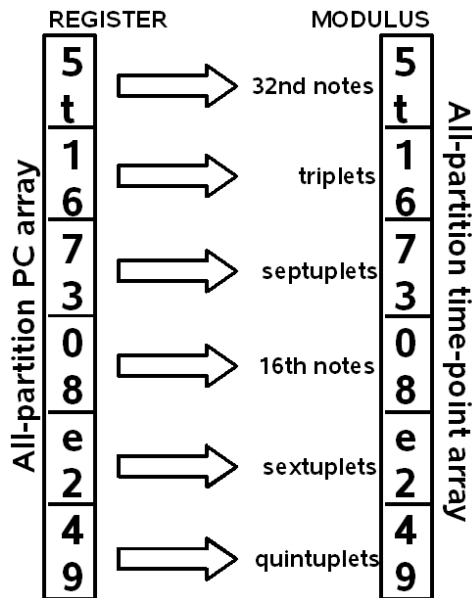 REGISTER MODULUS
All-partition PC array
5 5
t 32nd notes t
1 1
6 triplets 6
7 7
3 septuplets 3
0 0
8 16th notes 8
e e
2 sextuplets 2
4 4
9 quintuplets 9
All-partition time-point array